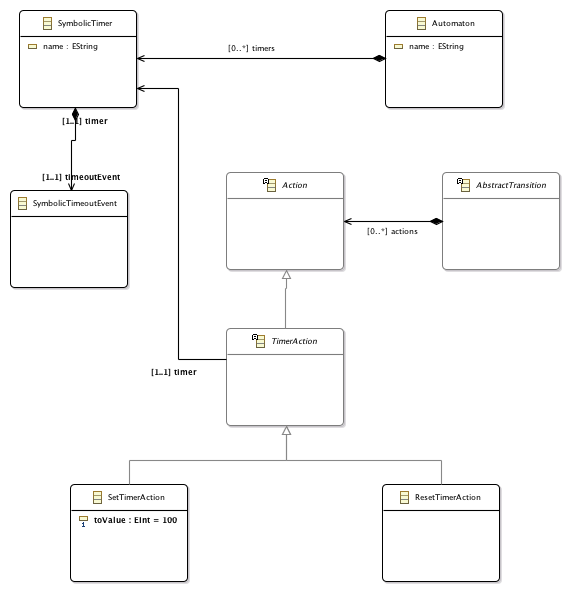 SymbolicTimer
name : EString
Automaton
name : EString
[0..*] timers
[1..1] timer
[1..1] timeoutEvent
SymbolicTimeoutEvent
Action
AbstractTransition
[0..*] actions
TimerAction
[1..1] timer
SetTimerAction
toValue : EInt = 100
ResetTimerAction